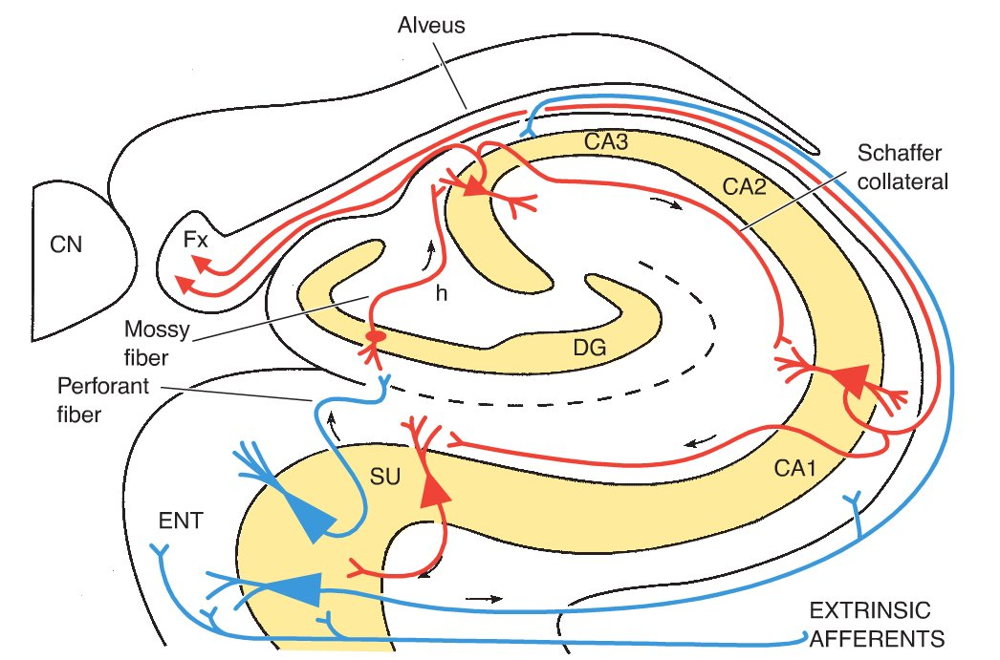 Alveus
CA3
Schaffer
collateral
CA2
CN
Fx
h
Mossy
fiber
DG
Perforant
fiber
SU
CA1
ENT
EXTRINSIC
AFFERENTS